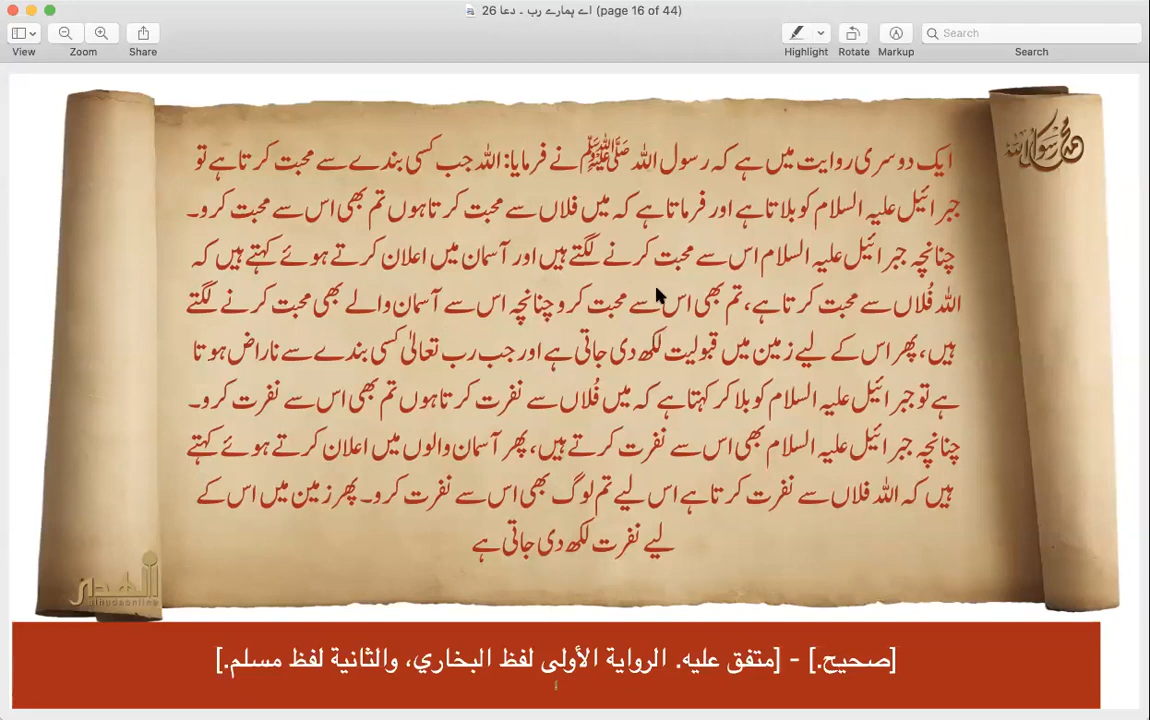 اے ہمارے رب ۔ دعا 26 (page 16 of 44)
View
Zoom
Share
Highlight
Rotate
Markup
Search
Search
محمد رسول الله
ایک دوسری روایت میں ہے کہ رسول اللہ ﷺ نے فرمایا: اللہ جب کسی بندے سے محبت کرتا ہے تو
جبرائیل علیہ السلام کو بلاتا ہے اور فرماتا ہے کہ میں فلاں سے محبت کرتا ہوں تم بھی اس سے محبت کرو۔
چنانچہ جبرائیل علیہ السلام اس سے محبت کرنے لگتے ہیں اور آسمان میں اعلان کرتے ہوئے کہتے ہیں کہ
اللہ فُلاں سے محبت کرتا ہے، تم بھی اس سے محبت کرو چنانچہ اس سے آسمان والے بھی محبت کرنے لگتے
ہیں، پھر اس کے لیے زمین میں قبولیت لکھ دی جاتی ہے اور جب رب تعالیٰ کسی بندے سے ناراض ہوتا
ہے تو جبرائیل علیہ السلام کو بلا کر کہتا ہے کہ میں فُلاں سے نفرت کرتا ہوں تم بھی اس سے نفرت کرو۔
چنانچہ جبرائیل علیہ السلام بھی اس سے نفرت کرتے ہیں، پھر آسمان والوں میں اعلان کرتے ہوئے کہتے
ہیں کہ اللہ فلاں سے نفرت کرتا ہے اس لیے تم لوگ بھی اس سے نفرت کرو۔ پھر زمین میں اس کے
لیے نفرت لکھ دی جاتی ہے
الهدى
alhudaonline
[صحيح.] - [متفق عليه. الرواية الأولى لفظ البخاري، والثانية لفظ مسلم.]